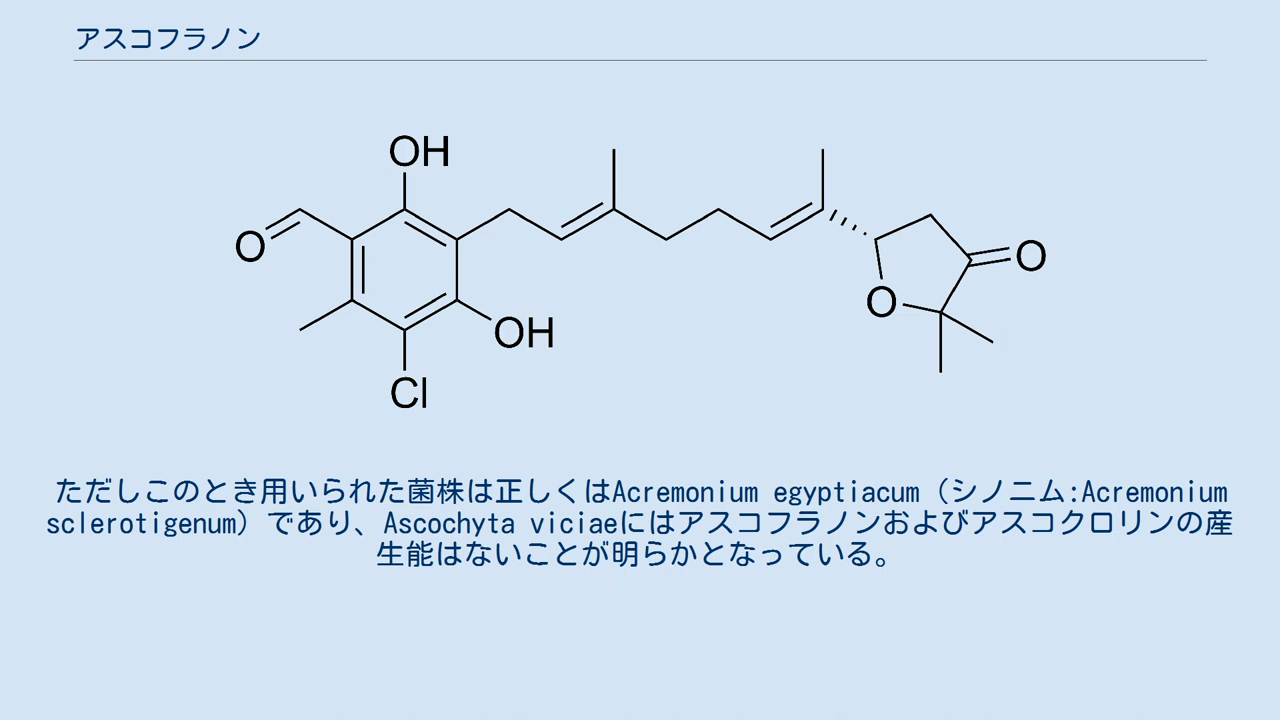 アスコフラノン
OH
O
O
O
OH
Cl
ただしこのとき用いられた菌株は正しくはAcremonium egyptiacum（シノニム:Acremonium
sclerotigenum）であり、Ascochyta viciaeにはアスコフラノンおよびアスコクロリンの産
生能はないことが明らかとなっている。